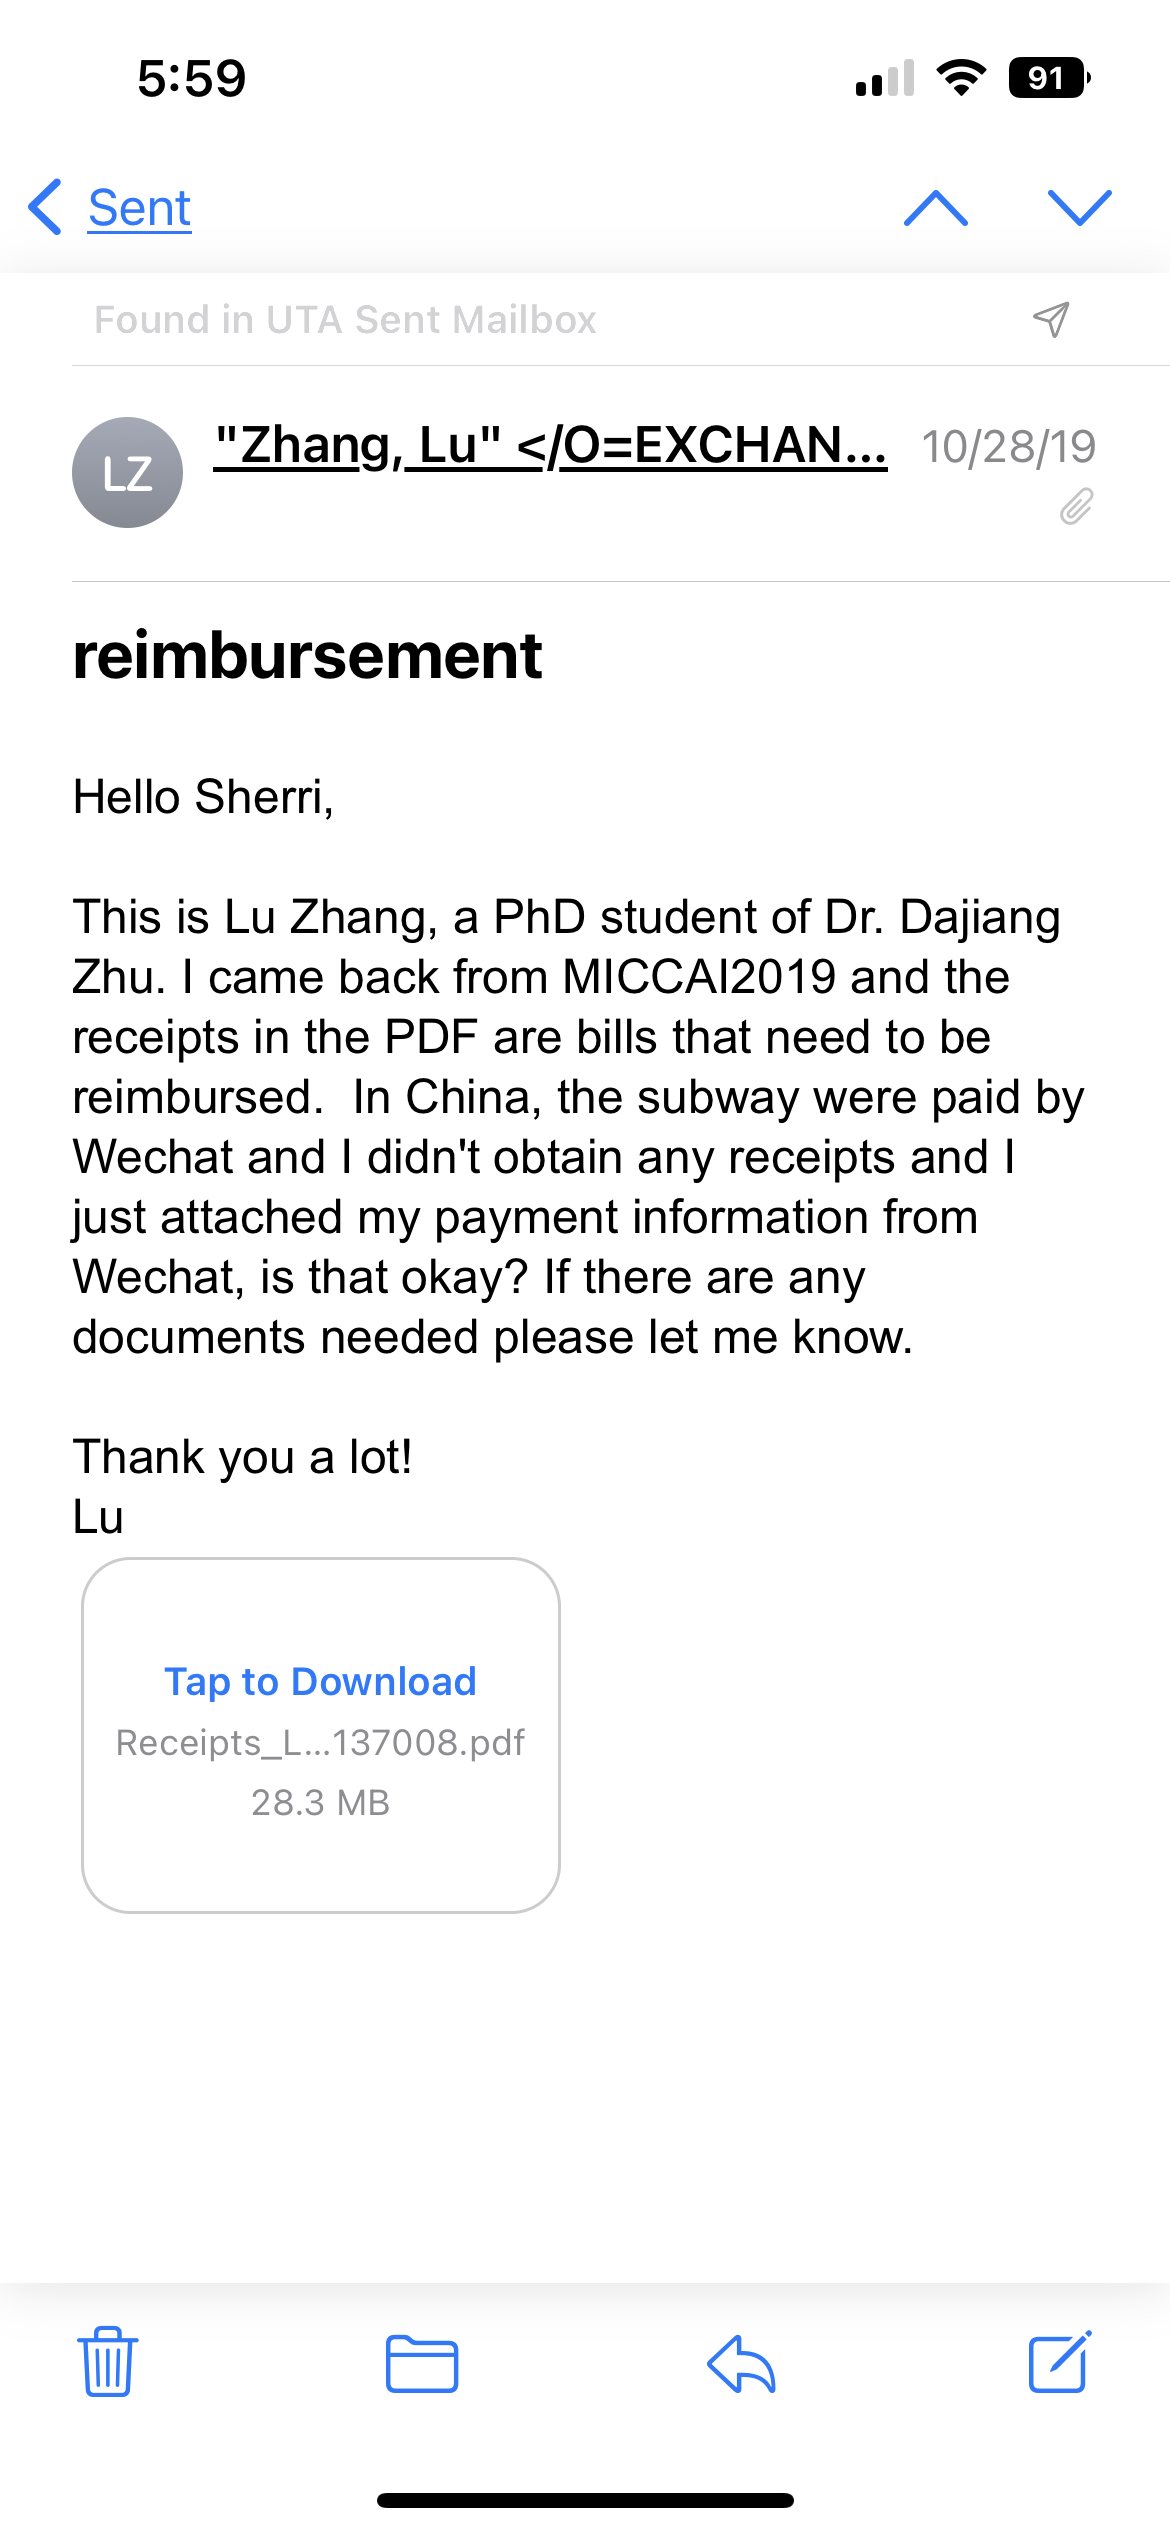 5:59
91
Sent
Found in UTA Sent Mailbox
LZ
"Zhang, Lu" </O=EXCHAN...
10/28/19
reimbursement
Hello Sherri,
This is Lu Zhang, a PhD student of Dr. Dajiang
Zhu. I came back from MICCAI2019 and the
receipts in the PDF are bills that need to be
reimbursed.  In China, the subway were paid by
Wechat and I didn't obtain any receipts and I
just attached my payment information from
Wechat, is that okay? If there are any
documents needed please let me know.
Thank you a lot!
Lu
Tap to Download
Receipts_L...137008.pdf
28.3 MB